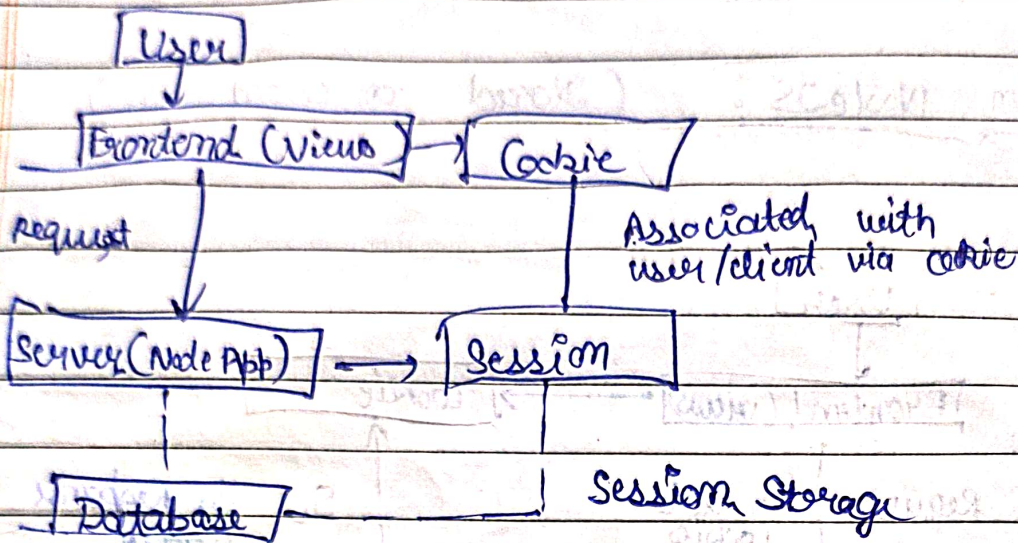 User
Frontend (Views)
Cookie
Request
Associated with
user/client via cookie
Server (Node App)
Session
Database
Session Storage